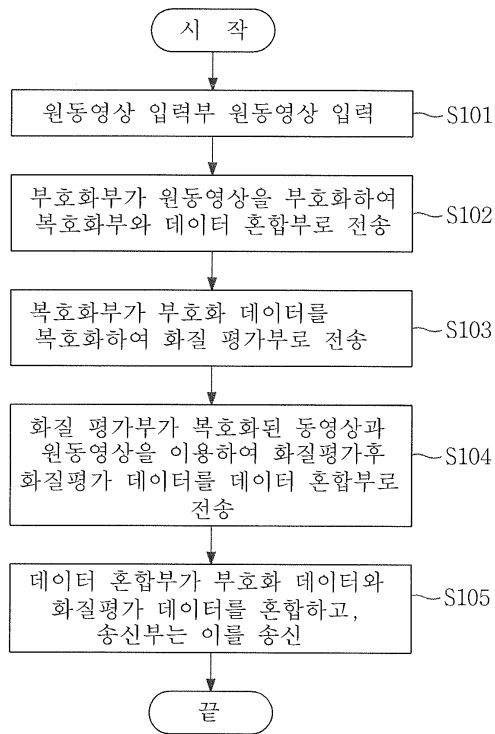 시 작
원동영상 입력부 원동영상 입력
S101
부호화부가 원동영상을 부호화하여
복호화부와 데이터 혼합부로 전송
S102
복호화부가 부호화 데이터를
복호화하여 화질 평가부로 전송
S103
화질 평가부가 복호화된 동영상과
원동영상을 이용하여 화질평가후
화질평가 데이터를 데이터 혼합부로
전송
S104
데이터 혼합부가 부호화 데이터와
화질평가 데이터를 혼합하고,
송신부는 이를 송신
S105
끝